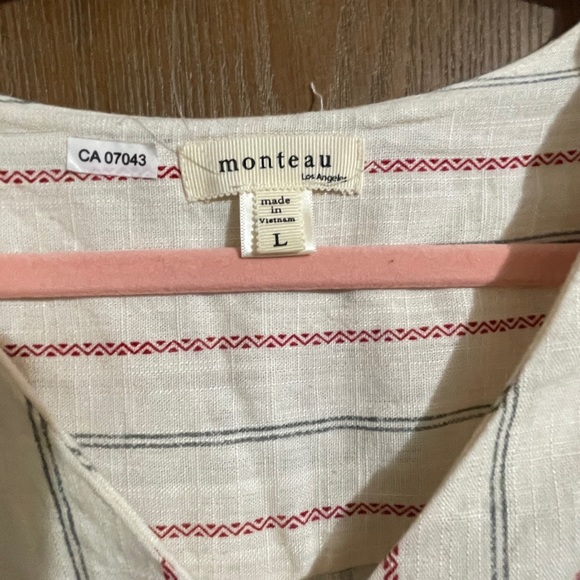 CA 07043
monteau
Los Angeles
made
in
Vietnam
L